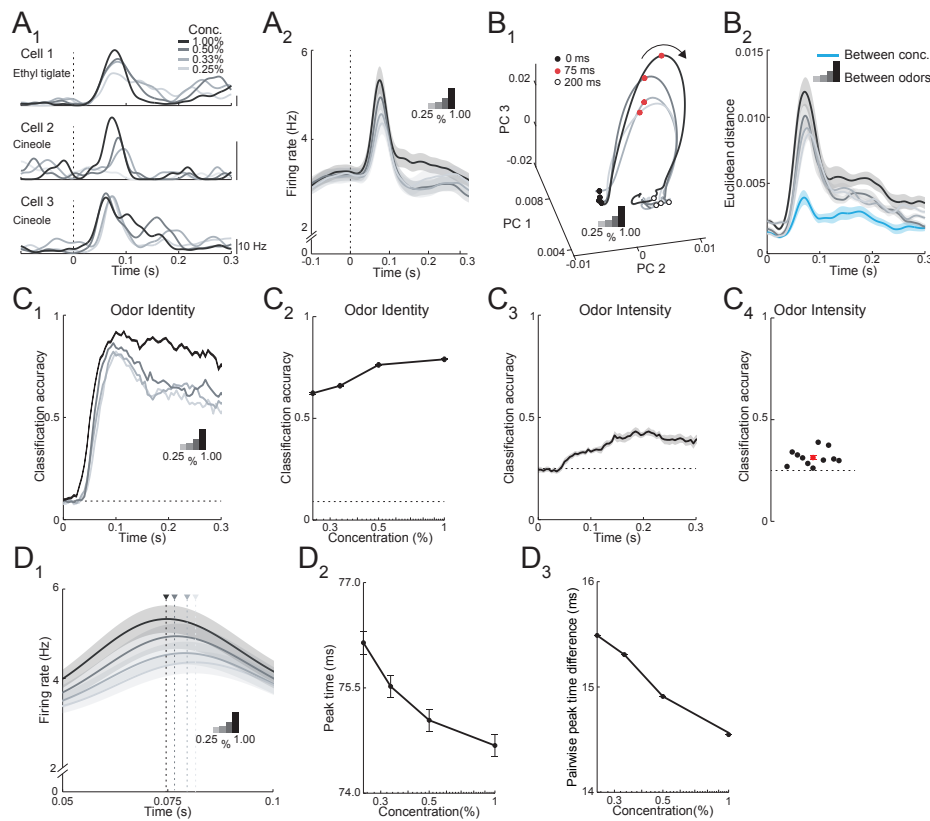 A1
Conc.
1.00%
0.50%
0.33%
0.25%
Cell 1
Ethyl tiglate
Cell 2
Cineole
Cell 3
Cineole
10 Hz
0 0.1 0.2 0.3
Time (s)
A2
6
4
2
0
Firing rate (Hz)
0.25 % 1.00
-0.1 0 0.1 0.2 0.3
Time (s)
B1
0 ms
75 ms
200 ms
0.02
0
-0.02
PC 3
0.008
0.004
PC 1
-0.01 0.01
PC 2
0.25 % 1.00
B2
0.015
0.010
0.005
0
Euclidean distance
Between conc.
Between odors
0 0.1 0.2 0.3
Time (s)
C1
Odor Identity
1
0.5
0
Classification accuracy
0.25 % 1.00
0 0.1 0.2 0.3
Time (s)
C2
Odor Identity
1
0.5
0
Classification accuracy
0.3 0.5 1
Concentration (%)
C3
Odor Intensity
1
0.5
0
Classification accuracy
0 0.1 0.2 0.3
Time (s)
C4
Odor Intensity
1
0.5
0
Classification accuracy
D1
6
4
2
0
Firing rate (Hz)
0.25 % 1.00
0.05 0.075 0.1
Time (s)
D2
77.0
75.5
74.0
Peak time (ms)
0.3 0.5 1
Concentration(%)
D3
16
15
14
Pairwise peak time difference (ms)
0.3 0.5 1
Concentration(%)